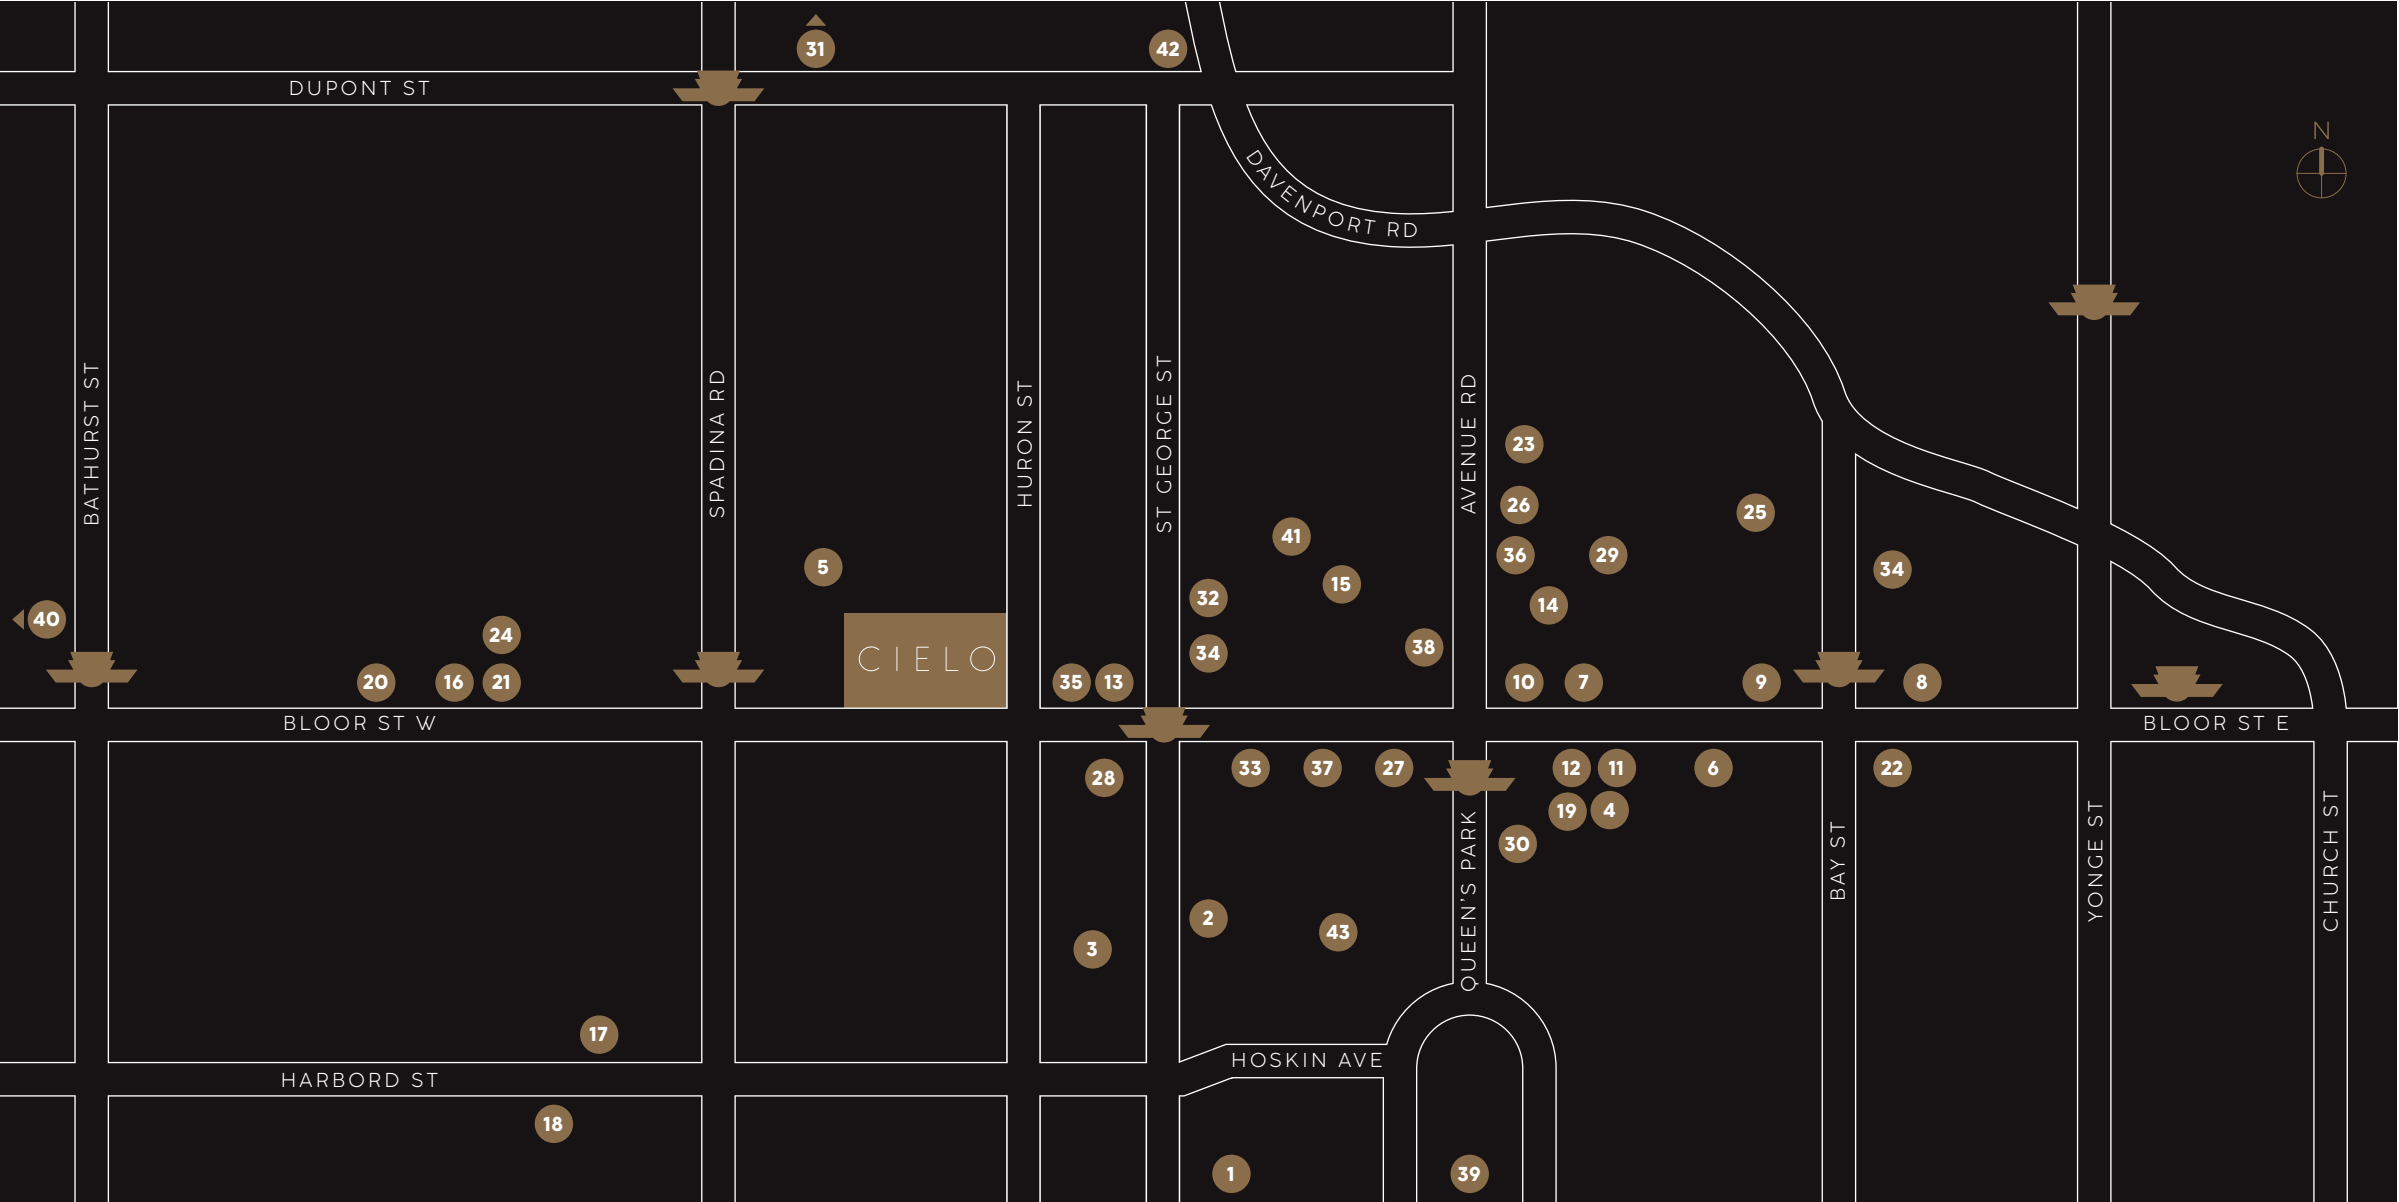 31
42
DUPONT ST
N
DAVENPORT RD
BATHURST ST
SPADINA RD
HURON ST
ST GEORGE ST
AVENUE RD
23
26
25
41
36
29
5
34
15
32
14
40
24
38
34
CIELO
20
16
21
35
13
10
7
9
8
BLOOR ST W
BLOOR ST E
28
33
37
27
12
11
6
22
19
4
30
QUEEN'S PARK
BAY ST
YONGE ST
CHURCH ST
2
43
3
17
HOSKIN AVE
HARBORD ST
18
1
39